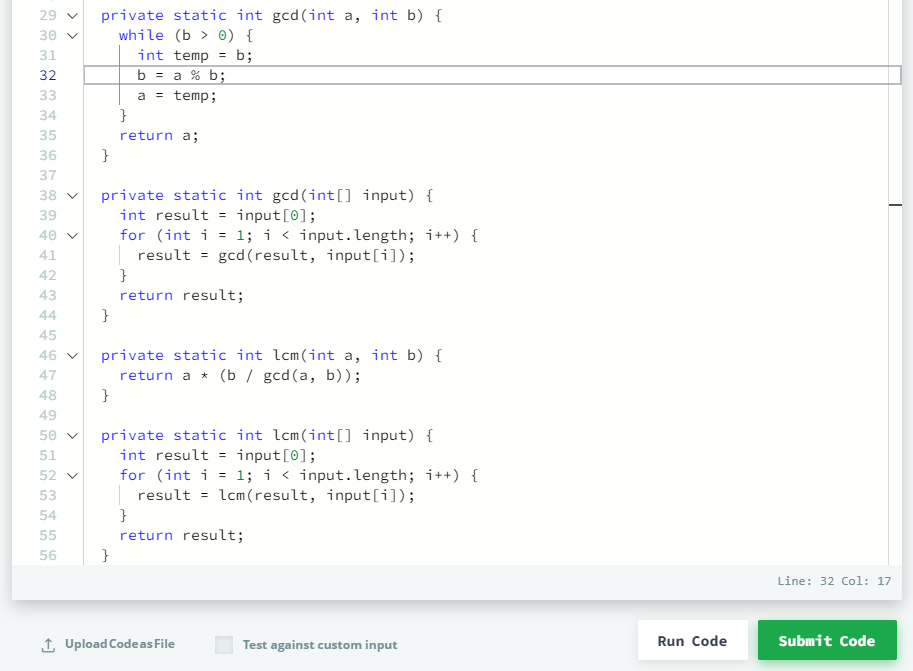 29 private static int gcd(int a, int b) {
30 while (b > 0) {
31 int temp = b;
32 b = a % b;
33 a = temp;
34 }
35 return a;
36 }
37
38 private static int gcd(int[] input) {
39 int result = input[0];
40 for (int i = 1; i < input.length; i++) {
41 result = gcd(result, input[i]);
42 }
43 return result;
44 }
45
46 private static int lcm(int a, int b) {
47 return a * (b / gcd(a, b));
48 }
49
50 private static int lcm(int[] input) {
51 int result = input[0];
52 for (int i = 1; i < input.length; i++) {
53 result = lcm(result, input[i]);
54 }
55 return result;
56 }
Line: 32 Col: 17
Upload Code as File Test against custom input Run Code Submit Code